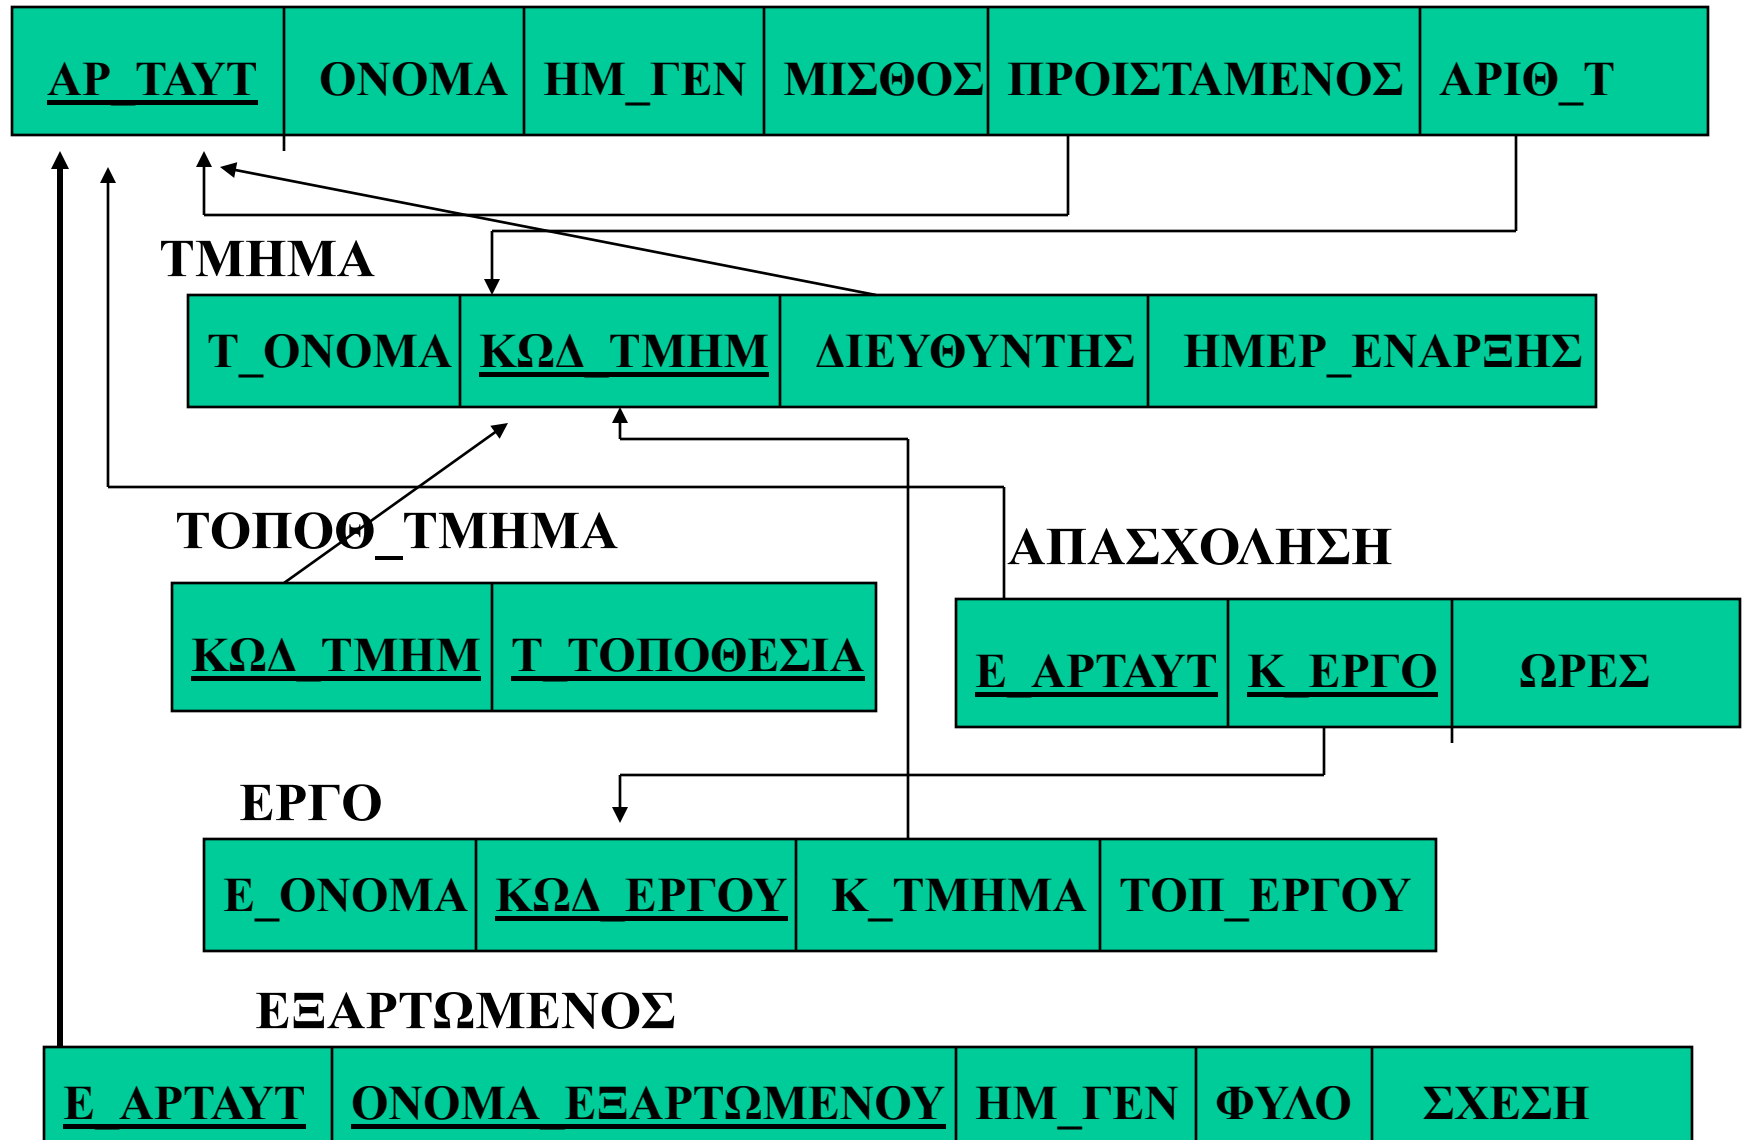 ΑΡ_ΤΑΥΤ ΟΝΟΜΑ ΗΜ_ΓΕΝ ΜΙΣΘΟΣ ΠΡΟΙΣΤΑΜΕΝΟΣ ΑΡΙΘ_Τ
ΤΜΗΜΑ
Τ_ΟΝΟΜΑ ΚΩΔ_ΤΜΗΜ ΔΙΕΥΘΥΝΤΗΣ ΗΜΕΡ_ΕΝΑΡΞΗΣ
ΤΟΠΟΘ_ΤΜΗΜΑ
ΚΩΔ_ΤΜΗΜ Τ_ΤΟΠΟΘΕΣΙΑ
ΑΠΑΣΧΟΛΗΣΗ
Ε_ΑΡΤΑΥΤ Κ_ΕΡΓΟ ΩΡΕΣ
ΕΡΓΟ
Ε_ΟΝΟΜΑ ΚΩΔ_ΕΡΓΟΥ Κ_ΤΜΗΜΑ ΤΟΠ_ΕΡΓΟΥ
ΕΞΑΡΤΩΜΕΝΟΣ
Ε_ΑΡΤΑΥΤ ΟΝΟΜΑ_ΕΞΑΡΤΩΜΕΝΟΥ ΗΜ_ΓΕΝ ΦΥΛΟ ΣΧΕΣΗ